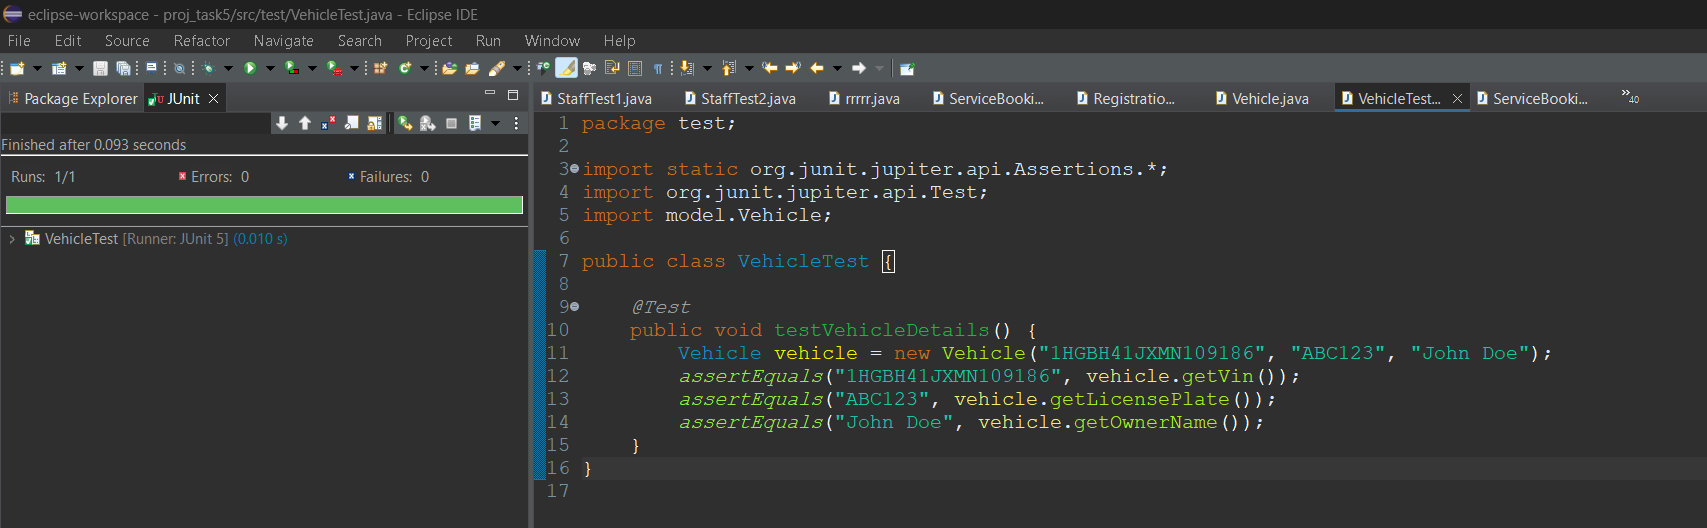 eclipse-workspace - proj_task5/src/test/VehicleTest.java - Eclipse IDE
File Edit Source Refactor Navigate Search Project Run Window Help
Package Explorer JUnit
StaffTest1.java StaffTest2.java rrrrr.java ServiceBooki... Registratio... Vehicle.java VehicleTest... ServiceBooki... »40
Finished after 0.093 seconds
Runs: 1/1 Errors: 0 Failures: 0
VehicleTest [Runner: JUnit 5] (0.010 s)
1 package test;
2
3 import static org.junit.jupiter.api.Assertions.*;
4 import org.junit.jupiter.api.Test;
5 import model.Vehicle;
6
7 public class VehicleTest {
8
9     @Test
10     public void testVehicleDetails() {
11         Vehicle vehicle = new Vehicle("1HGBH41JXMN109186", "ABC123", "John Doe");
12         assertEquals("1HGBH41JXMN109186", vehicle.getVin());
13         assertEquals("ABC123", vehicle.getLicensePlate());
14         assertEquals("John Doe", vehicle.getOwnerName());
15     }
16 }
17